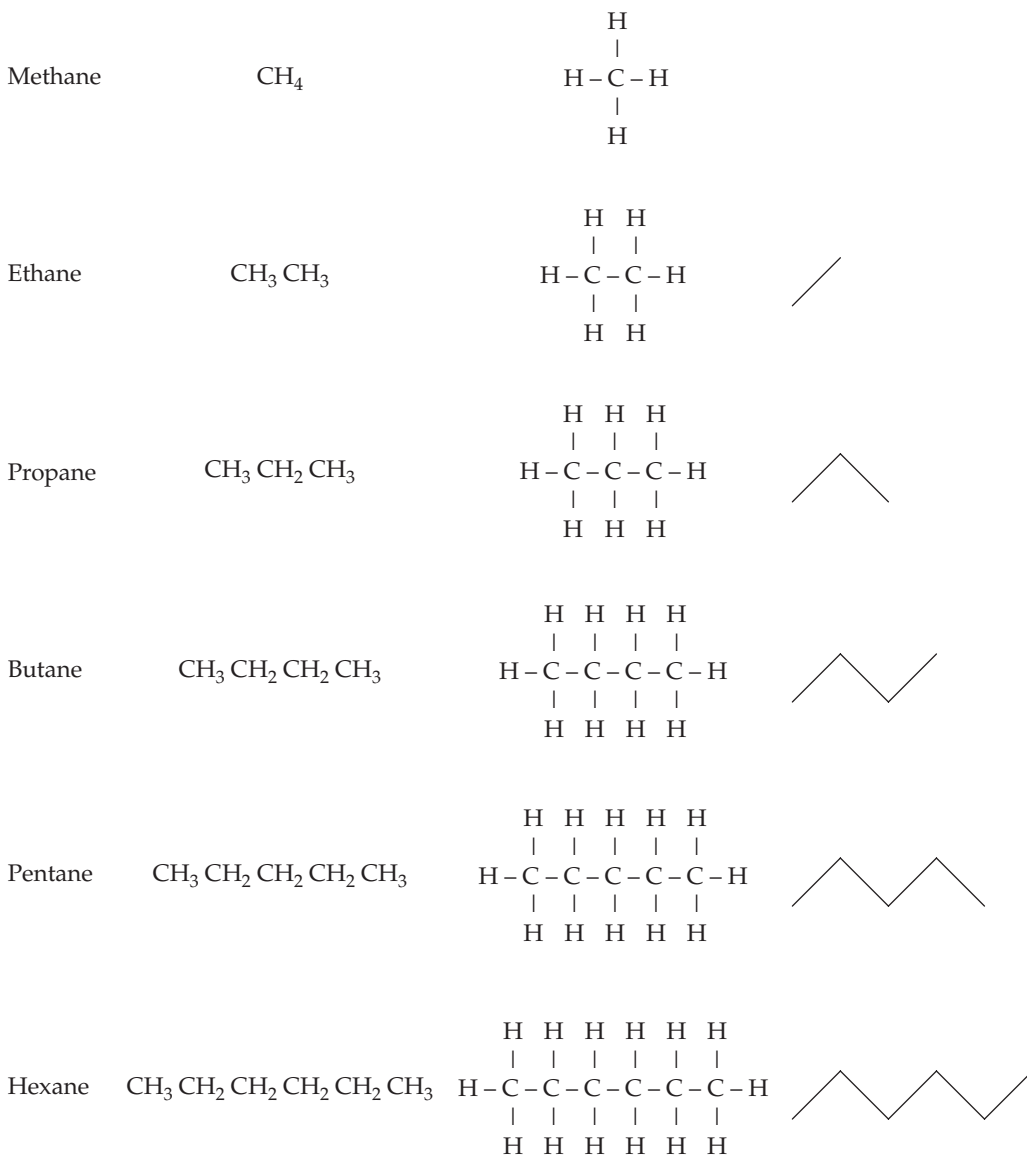 H
|
Methane CH₄ H – C – H
|
H
H H
| |
Ethane CH₃ CH₃ H – C – C – H
| |
H H
H H H
| | |
Propane CH₃ CH₂ CH₃ H – C – C – C – H
| | |
H H H
H H H H
| | | |
Butane CH₃ CH₂ CH₂ CH₃ H – C – C – C – C – H
| | | |
H H H H
H H H H H
| | | | |
Pentane CH₃ CH₂ CH₂ CH₂ CH₃ H – C – C – C – C – C – H
| | | | |
H H H H H
H H H H H H
| | | | | |
Hexane CH₃ CH₂ CH₂ CH₂ CH₂ CH₃ H – C – C – C – C – C – C – H
| | | | | |
H H H H H H